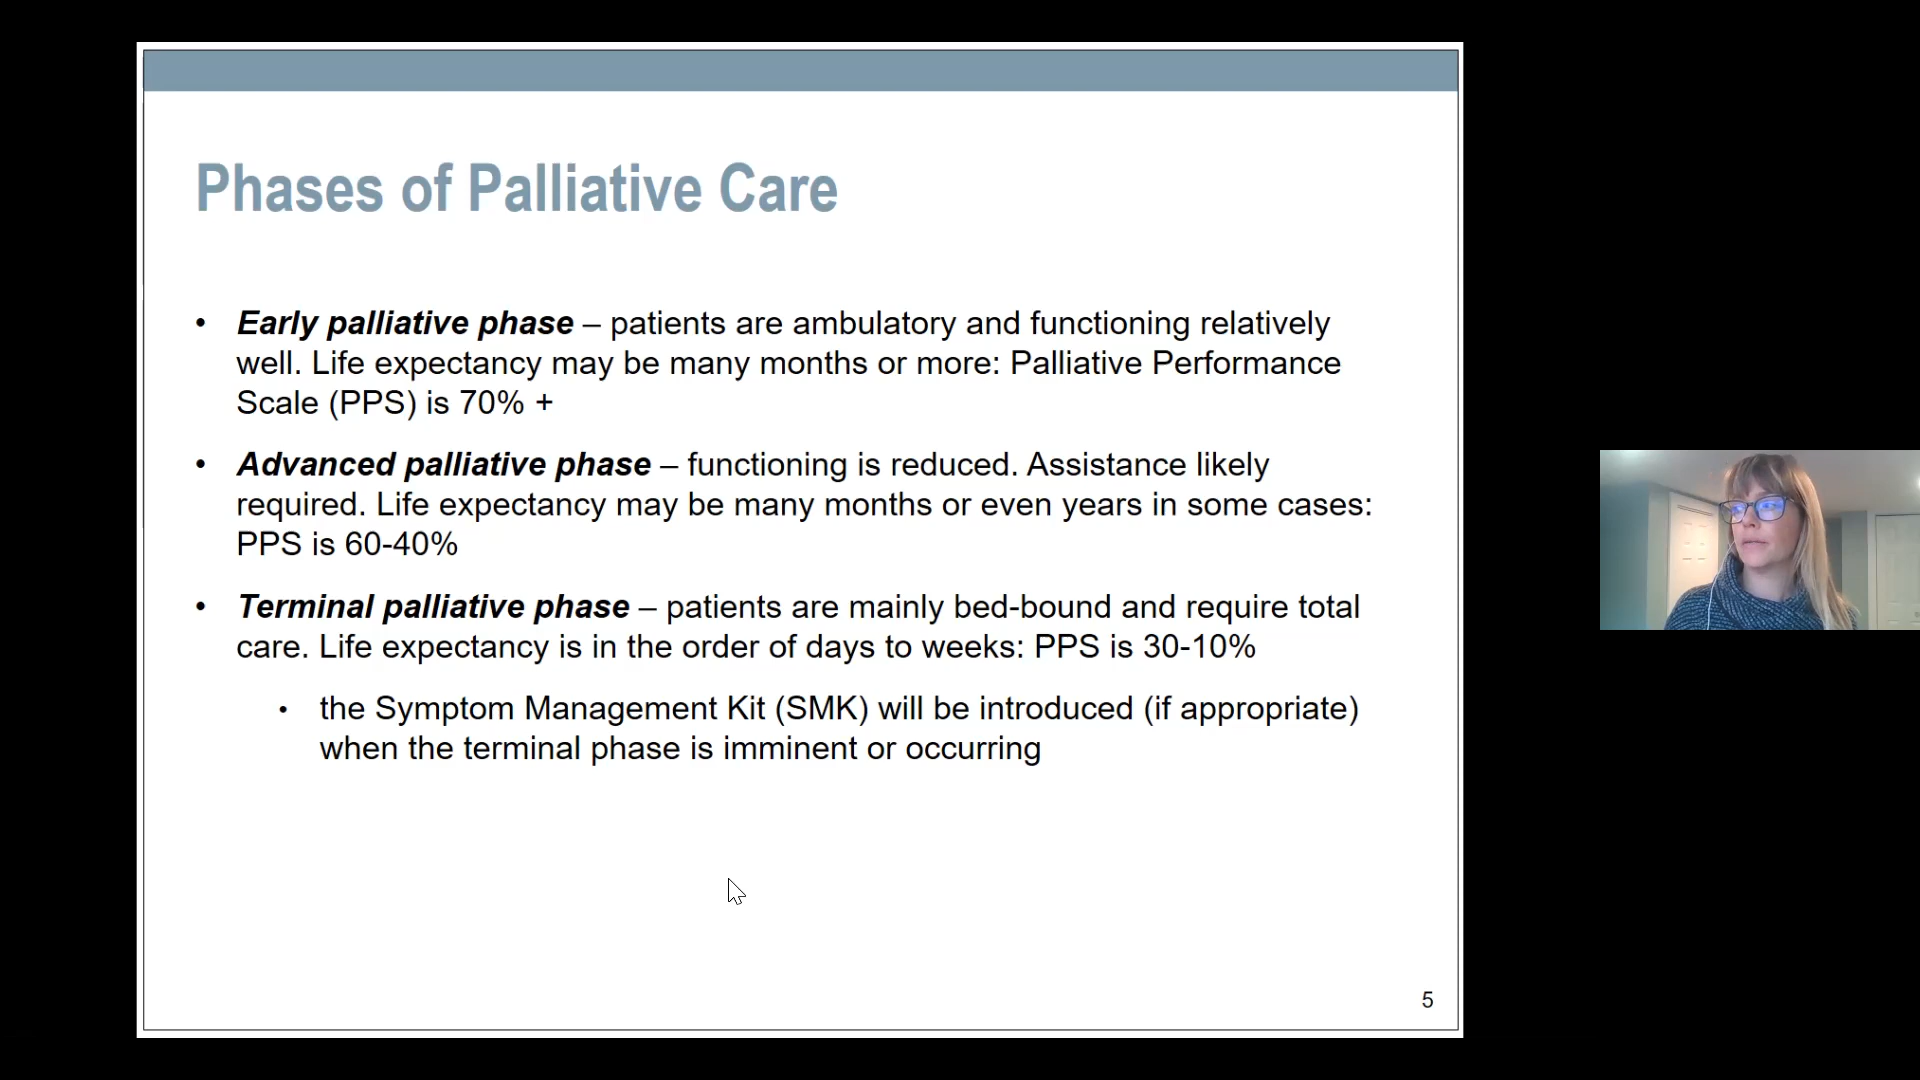 Phases of Palliative Care
• Early palliative phase – patients are ambulatory and functioning relatively
well. Life expectancy may be many months or more: Palliative Performance
Scale (PPS) is 70% +
• Advanced palliative phase – functioning is reduced. Assistance likely
required. Life expectancy may be many months or even years in some cases:
PPS is 60-40%
• Terminal palliative phase – patients are mainly bed-bound and require total
care. Life expectancy is in the order of days to weeks: PPS is 30-10%
• the Symptom Management Kit (SMK) will be introduced (if appropriate)
when the terminal phase is imminent or occurring
5